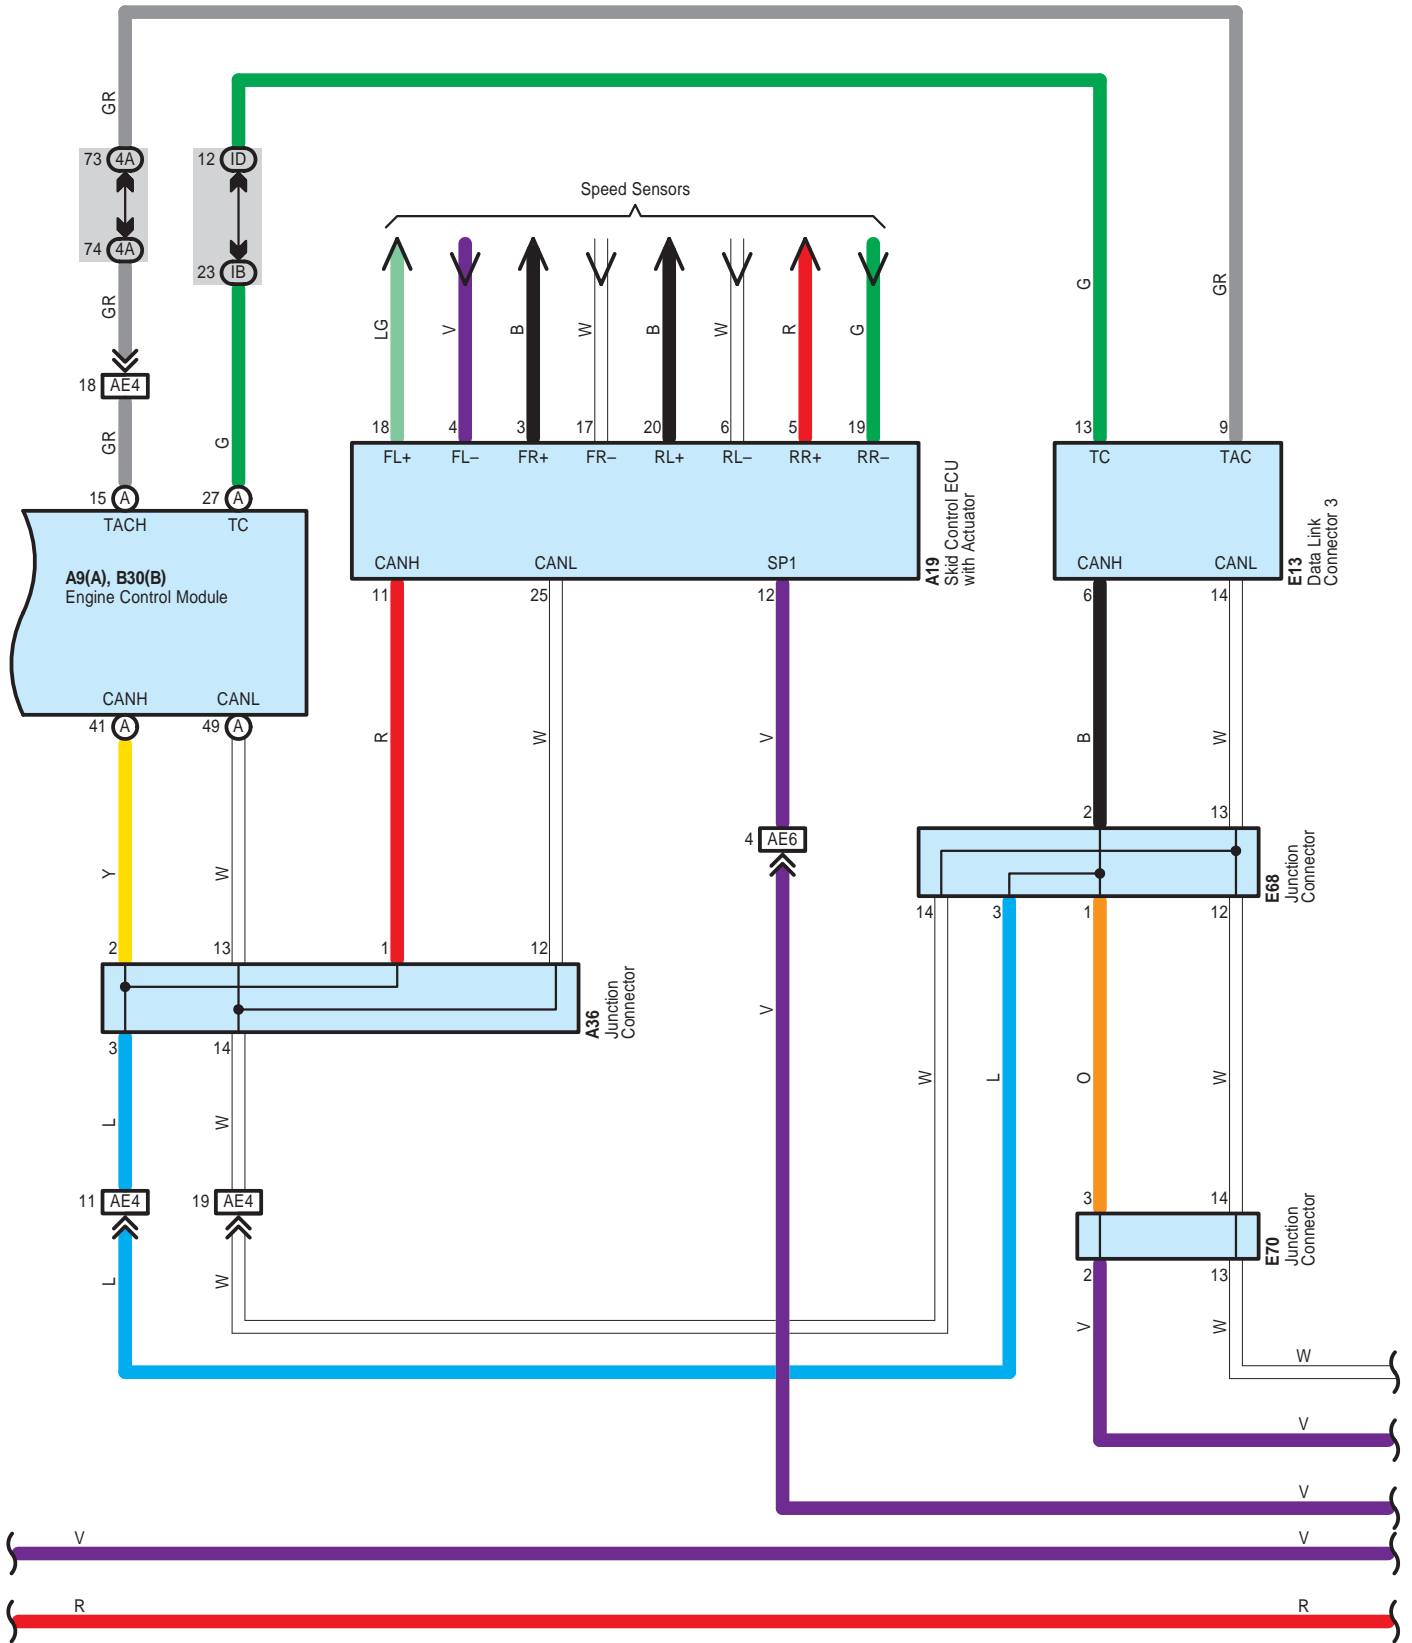 GR
73 4A
12 ID
Speed Sensors
74 4A
23 IB
GR
G
GR
LG
V
B
W
B
W
R
G
18 AE4
GR
G
18
4
3
17
20
6
5
19
13
9
FL+
FL–
FR+
FR–
RL+
RL–
RR+
RR–
TC
TAC
15 A
27 A
TACH
TC
A9(A), B30(B)
Engine Control Module
CANH
CANL
SP1
A19
Skid Control ECU
with Actuator
CANH
CANL
E13
Data Link
Connector 3
11
25
12
6
14
CANH
CANL
41 A
49 A
R
W
V
B
W
2
13
4 AE6
Y
W
E68
Junction
Connector
14
3
1
12
2
13
1
12
A36
Junction
Connector
V
3
14
W
L
O
W
L
W
11 AE4
19 AE4
3
14
E70
Junction
Connector
L
W
2
13
V
W
W
V
V
V
V
R
R